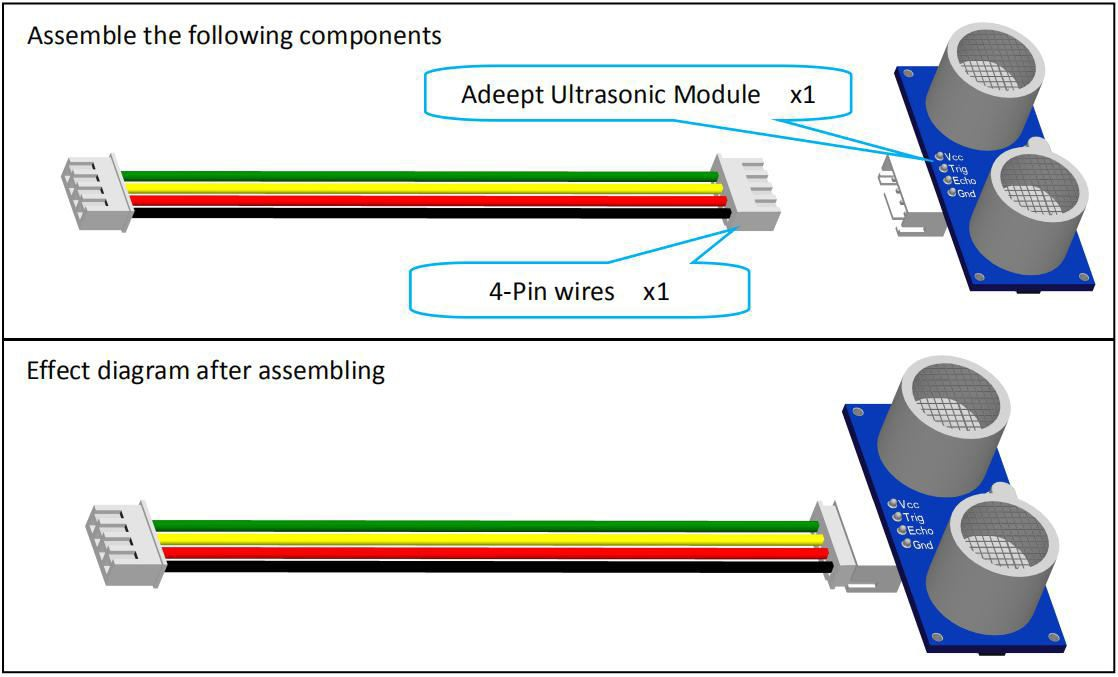 Assemble the following components
Adeept Ultrasonic Module x1
Vcc
Trig
Echo
Gnd
4-Pin wires x1
Effect diagram after assembling
Vcc
Trig
Echo
Gnd